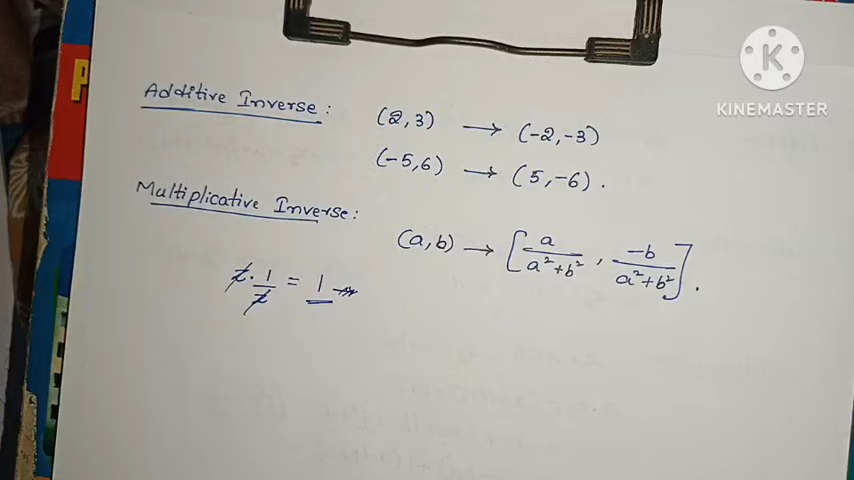 P
K
KINEMASTER
Additive Inverse:
(2,3) → (-2,-3)
(-5,6) → (5,-6).
Multiplicative Inverse:
(a,b) → [a/a²+b², -b/a²+b²].
z·1/z = 1